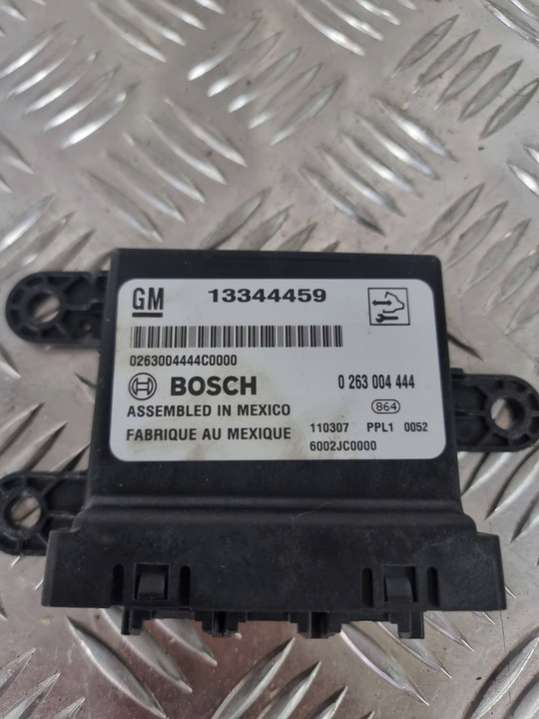 GM 13344459
0263004444C0000
BOSCH 0 263 004 444
ASSEMBLED IN MEXICO 864
FABRIQUE AU MEXIQUE 110307 PPL1 0052
6002JC0000